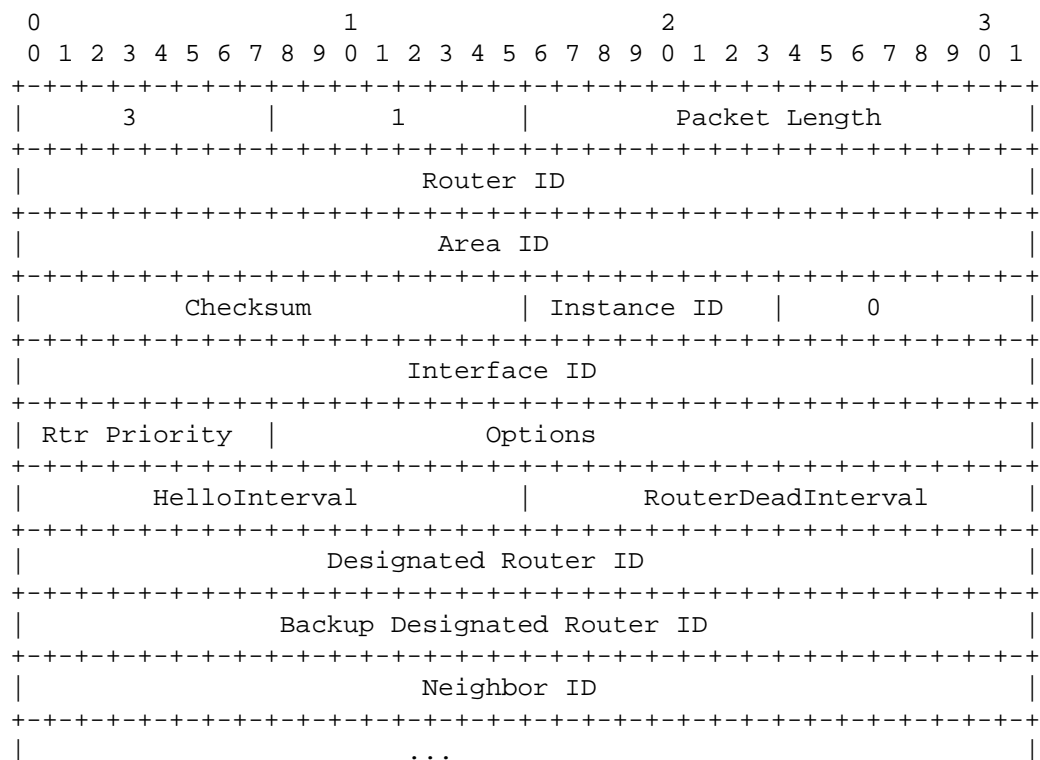 0 1 2 3
0 1 2 3 4 5 6 7 8 9 0 1 2 3 4 5 6 7 8 9 0 1 2 3 4 5 6 7 8 9 0 1
+-+-+-+-+-+-+-+-+-+-+-+-+-+-+-+-+-+-+-+-+-+-+-+-+-+-+-+-+-+-+-+-+
| 3 | 1 | Packet Length |
+-+-+-+-+-+-+-+-+-+-+-+-+-+-+-+-+-+-+-+-+-+-+-+-+-+-+-+-+-+-+-+-+
| Router ID |
+-+-+-+-+-+-+-+-+-+-+-+-+-+-+-+-+-+-+-+-+-+-+-+-+-+-+-+-+-+-+-+-+
| Area ID |
+-+-+-+-+-+-+-+-+-+-+-+-+-+-+-+-+-+-+-+-+-+-+-+-+-+-+-+-+-+-+-+-+
| Checksum | Instance ID | 0 |
+-+-+-+-+-+-+-+-+-+-+-+-+-+-+-+-+-+-+-+-+-+-+-+-+-+-+-+-+-+-+-+-+
| Interface ID |
+-+-+-+-+-+-+-+-+-+-+-+-+-+-+-+-+-+-+-+-+-+-+-+-+-+-+-+-+-+-+-+-+
| Rtr Priority | Options |
+-+-+-+-+-+-+-+-+-+-+-+-+-+-+-+-+-+-+-+-+-+-+-+-+-+-+-+-+-+-+-+-+
| HelloInterval | RouterDeadInterval |
+-+-+-+-+-+-+-+-+-+-+-+-+-+-+-+-+-+-+-+-+-+-+-+-+-+-+-+-+-+-+-+-+
| Designated Router ID |
+-+-+-+-+-+-+-+-+-+-+-+-+-+-+-+-+-+-+-+-+-+-+-+-+-+-+-+-+-+-+-+-+
| Backup Designated Router ID |
+-+-+-+-+-+-+-+-+-+-+-+-+-+-+-+-+-+-+-+-+-+-+-+-+-+-+-+-+-+-+-+-+
| Neighbor ID |
+-+-+-+-+-+-+-+-+-+-+-+-+-+-+-+-+-+-+-+-+-+-+-+-+-+-+-+-+-+-+-+-+
| ... |